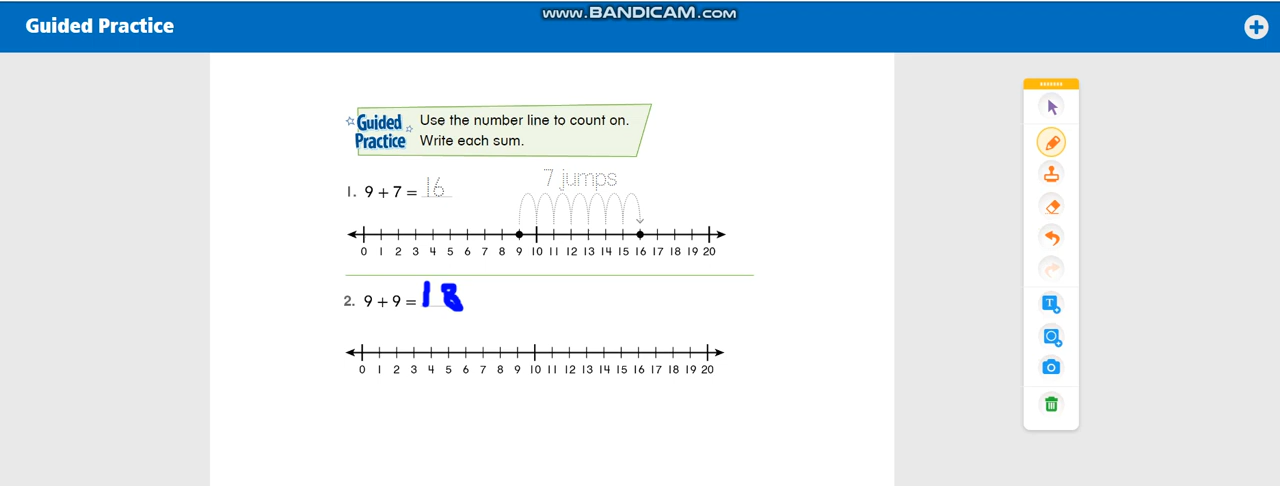 www.BANDICAM.com
Guided Practice
Guided Practice
Use the number line to count on.
Write each sum.
7 jumps
1. 9 + 7 = 16
0 1 2 3 4 5 6 7 8 9 10 11 12 13 14 15 16 17 18 19 20
2. 9 + 9 = 18
0 1 2 3 4 5 6 7 8 9 10 11 12 13 14 15 16 17 18 19 20
T